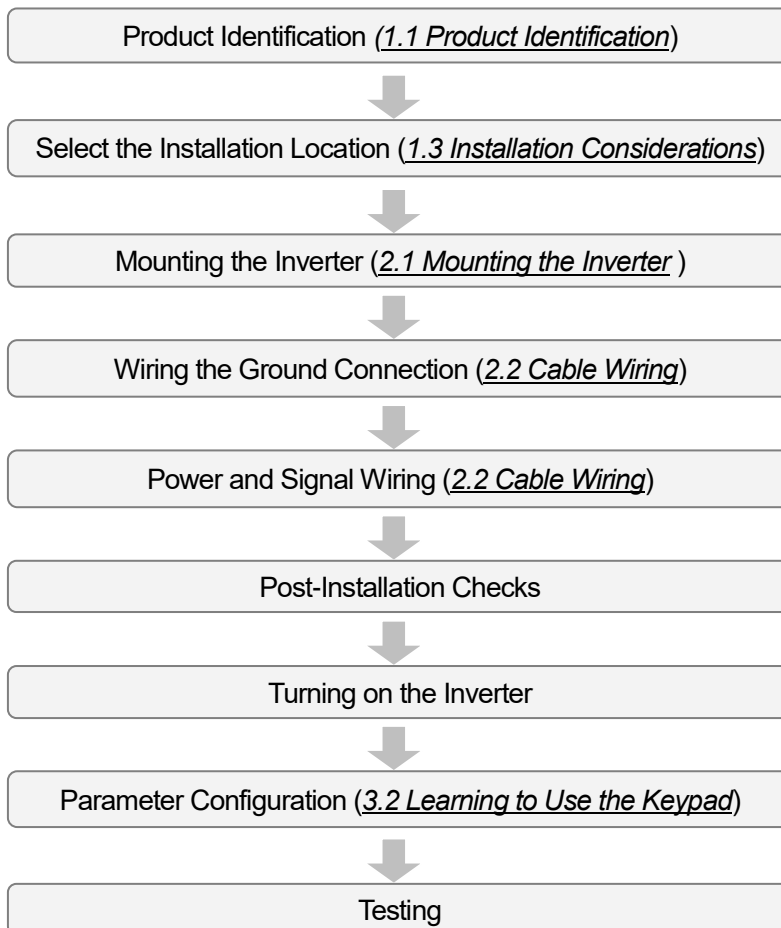 Product Identification (1.1 Product Identification)
Select the Installation Location (1.3 Installation Considerations)
Mounting the Inverter (2.1 Mounting the Inverter )
Wiring the Ground Connection (2.2 Cable Wiring)
Power and Signal Wiring (2.2 Cable Wiring)
Post-Installation Checks
Turning on the Inverter
Parameter Configuration (3.2 Learning to Use the Keypad)
Testing